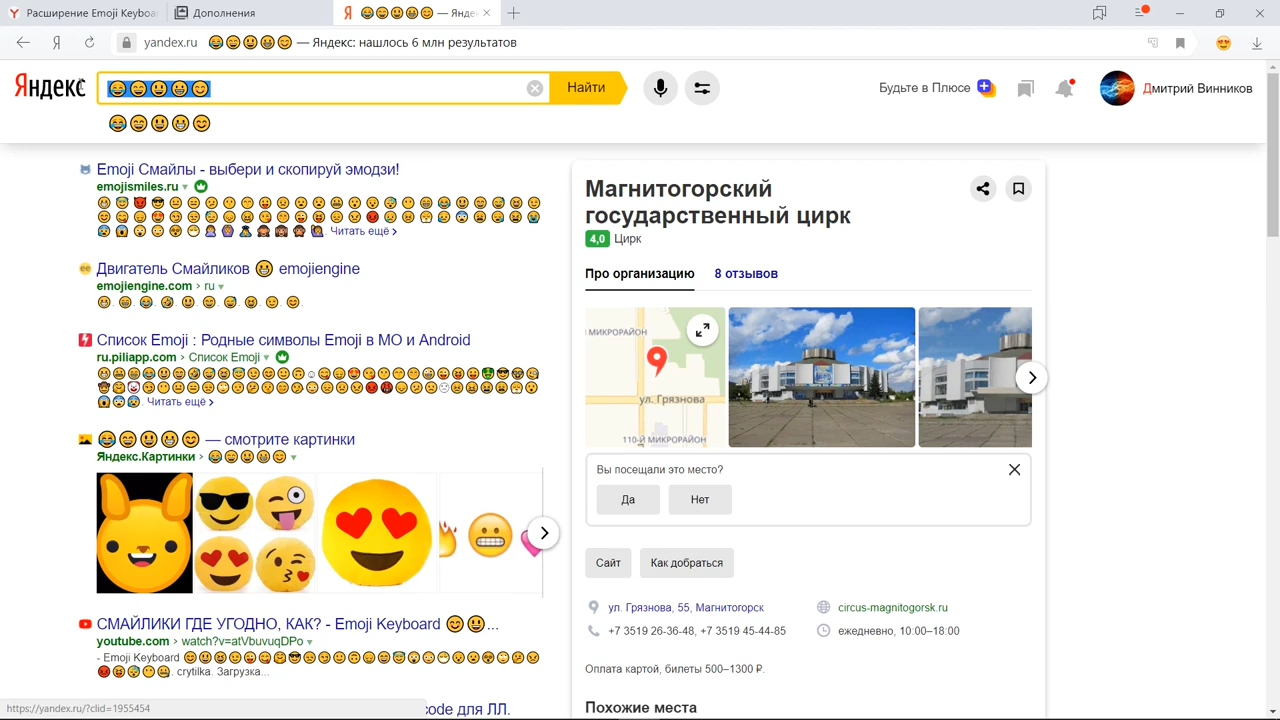 Расширение Emoji Keyboa
Дополнения
😂😄😃😀😊 — Янде
yandex.ru
😂😄😃😀😊 — Яндекс: нашлось 6 млн результатов
Яндекс
😂😄😃😀😊
Найти
Будьте в Плюсе
Дмитрий Винников
😂😄😃😀😊
Emoji Смайлы - выбери и скопируй эмодзи!
emojismiles.ru
Читать ещё
Двигатель Смайликов 😀 emojiengine
emojiengine.com › ru
Список Emoji : Родные символы Emoji в МО и Android
ru.piliapp.com › Список Emoji
Читать ещё
😂😄😃😀😊 — смотрите картинки
Яндекс.Картинки › 😂😄😃😀😊
СМАЙЛИКИ ГДЕ УГОДНО, КАК? - Emoji Keyboard 😊😃...
youtube.com › watch?v=atVbuvuqDPo
- Emoji Keyboard
crytilka. Загрузка...
code для ЛЛ.
https://yandex.ru/?clid=1955454
Магнитогорский
государственный цирк
4,0 Цирк
Про организацию
8 отзывов
МИКРОРАЙОН
ул. Грязнова
110-Й МИКРОРАЙОН
Вы посещали это место?
Да
Нет
Сайт
Как добраться
ул. Грязнова, 55, Магнитогорск
circus-magnitogorsk.ru
+7 3519 26-36-48, +7 3519 45-44-85
ежедневно, 10:00–18:00
Оплата картой, билеты 500–1300 ₽.
Похожие места